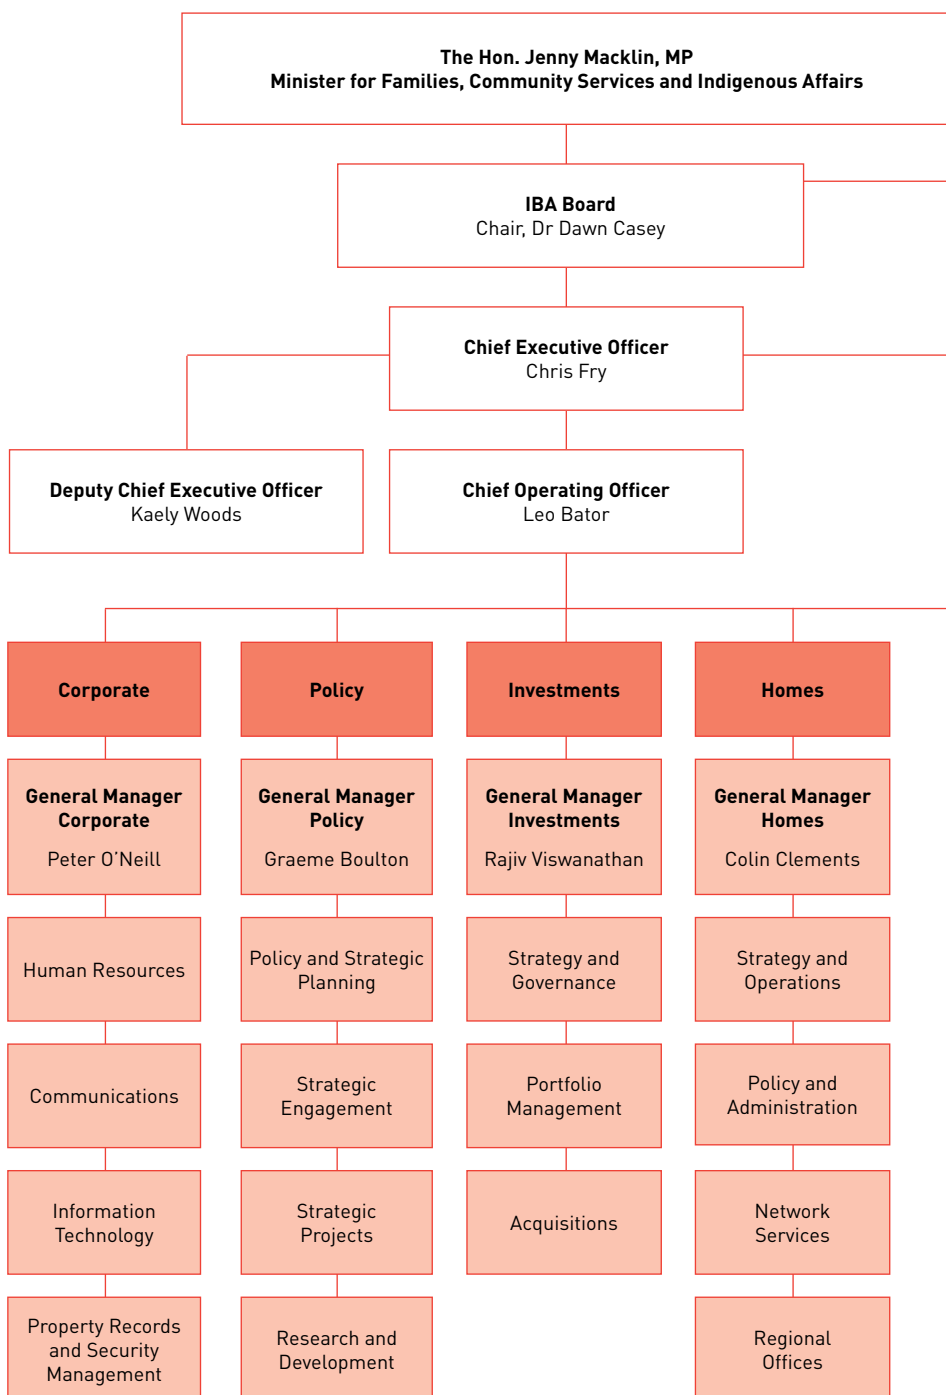 The Hon. Jenny Macklin, MP
Minister for Families, Community Services and Indigenous Affairs
IBA Board
Chair, Dr Dawn Casey
Chief Executive Officer
Chris Fry
Deputy Chief Executive Officer
Kaely Woods
Chief Operating Officer
Leo Bator
Corporate
General Manager
Corporate
Peter O'Neill
Human Resources
Communications
Information
Technology
Property Records
and Security
Management
Policy
General Manager
Policy
Graeme Boulton
Policy and Strategic
Planning
Strategic
Engagement
Strategic
Projects
Research and
Development
Investments
General Manager
Investments
Rajiv Viswanathan
Strategy and
Governance
Portfolio
Management
Acquisitions
Homes
General Manager
Homes
Colin Clements
Strategy and
Operations
Policy and
Administration
Network
Services
Regional
Offices